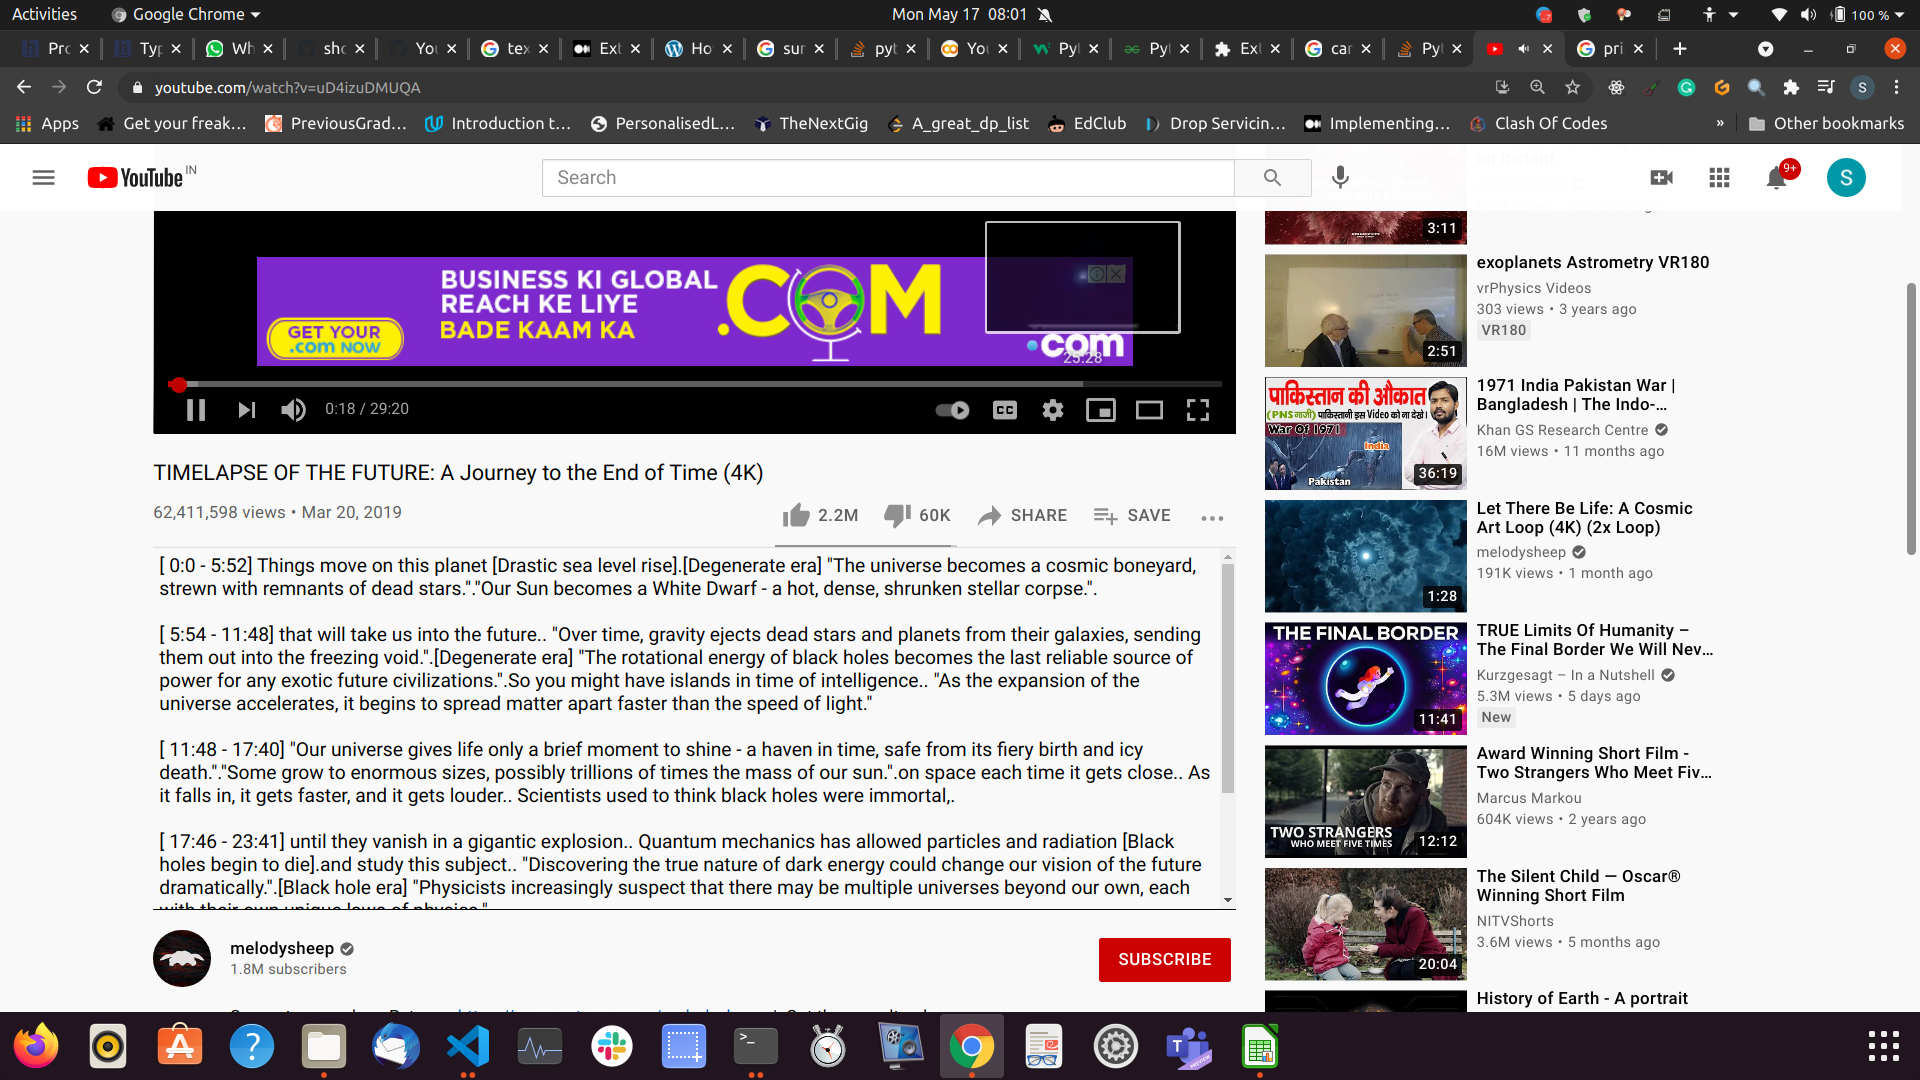 Activities
Google Chrome
Mon May 17 08:01
100 %
Pro
Typ
Wh
sho
You
tex
Ext
Ho
sur
pyt
You
Pyt
Pyt
Ext
car
Pyt
pri
youtube.com/watch?v=uD4izuDMUQA
S
Apps
Get your freak...
PreviousGrad...
Introduction t...
PersonalisedL...
TheNextGig
A_great_dp_list
EdClub
Drop Servicin...
Implementing...
Clash Of Codes
»
Other bookmarks
YouTube IN
Search
9+
S
BUSINESS KI GLOBAL
REACH KE LIYE
BADE KAAM KA
.COM
GET YOUR
.com NOW
.com
25:28
0:18 / 29:20
CC
TIMELAPSE OF THE FUTURE: A Journey to the End of Time (4K)
62,411,598 views • Mar 20, 2019
2.2M
60K
SHARE
SAVE
[ 0:0 - 5:52] Things move on this planet [Drastic sea level rise].[Degenerate era] "The universe becomes a cosmic boneyard,
strewn with remnants of dead stars."."Our Sun becomes a White Dwarf - a hot, dense, shrunken stellar corpse.".
[ 5:54 - 11:48] that will take us into the future.. "Over time, gravity ejects dead stars and planets from their galaxies, sending
them out into the freezing void.".[Degenerate era] "The rotational energy of black holes becomes the last reliable source of
power for any exotic future civilizations.".So you might have islands in time of intelligence.. "As the expansion of the
universe accelerates, it begins to spread matter apart faster than the speed of light."
[ 11:48 - 17:40] "Our universe gives life only a brief moment to shine - a haven in time, safe from its fiery birth and icy
death."."Some grow to enormous sizes, possibly trillions of times the mass of our sun.".on space each time it gets close.. As
it falls in, it gets faster, and it gets louder.. Scientists used to think black holes were immortal,.
[ 17:46 - 23:41] until they vanish in a gigantic explosion.. Quantum mechanics has allowed particles and radiation [Black
holes begin to die].and study this subject.. "Discovering the true nature of dark energy could change our vision of the future
dramatically.".[Black hole era] "Physicists increasingly suspect that there may be multiple universes beyond our own, each
with their own unique laws of physics."
melodysheep
1.8M subscribers
SUBSCRIBE
3:11
exoplanets Astrometry VR180
vrPhysics Videos
303 views • 3 years ago
VR180
2:51
पाकिस्तान की औकात
(PNS गाजी) पाकिस्तानी इस Video को ना देखे।
War Of 1971
India
Pakistan
36:19
1971 India Pakistan War |
Bangladesh | The Indo-...
Khan GS Research Centre
16M views • 11 months ago
Let There Be Life: A Cosmic
Art Loop (4K) (2x Loop)
melodysheep
191K views • 1 month ago
1:28
THE FINAL BORDER
11:41
TRUE Limits Of Humanity –
The Final Border We Will Nev...
Kurzgesagt – In a Nutshell
5.3M views • 5 days ago
New
TWO STRANGERS
WHO MEET FIVE TIMES
12:12
Award Winning Short Film -
Two Strangers Who Meet Fiv...
Marcus Markou
604K views • 2 years ago
20:04
The Silent Child — Oscar®
Winning Short Film
NITVShorts
3.6M views • 5 months ago
History of Earth - A portrait